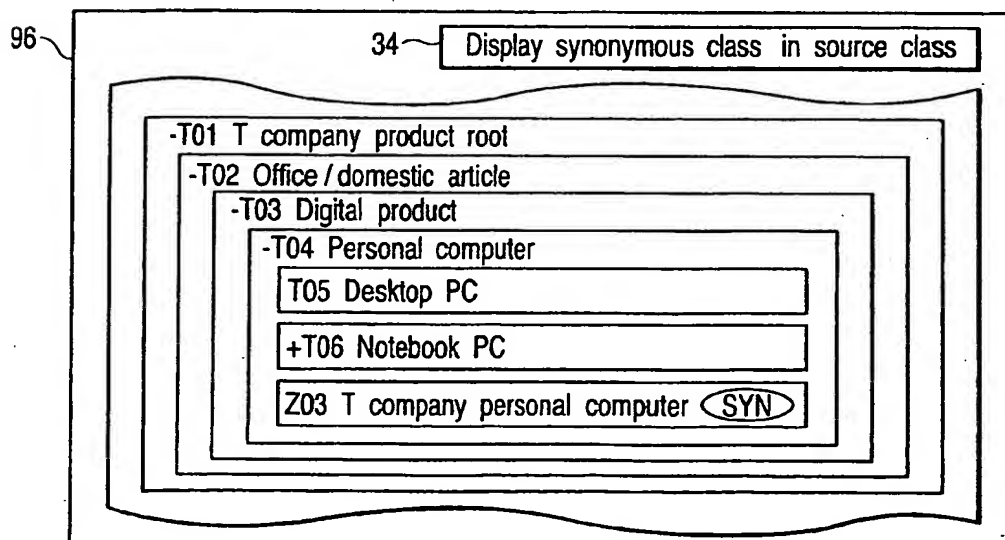 96
34 Display synonymous class in source class
-T01 T company product root
-T02 Office / domestic article
-T03 Digital product
-T04 Personal computer
T05 Desktop PC
+T06 Notebook PC
Z03 T company personal computer SYN